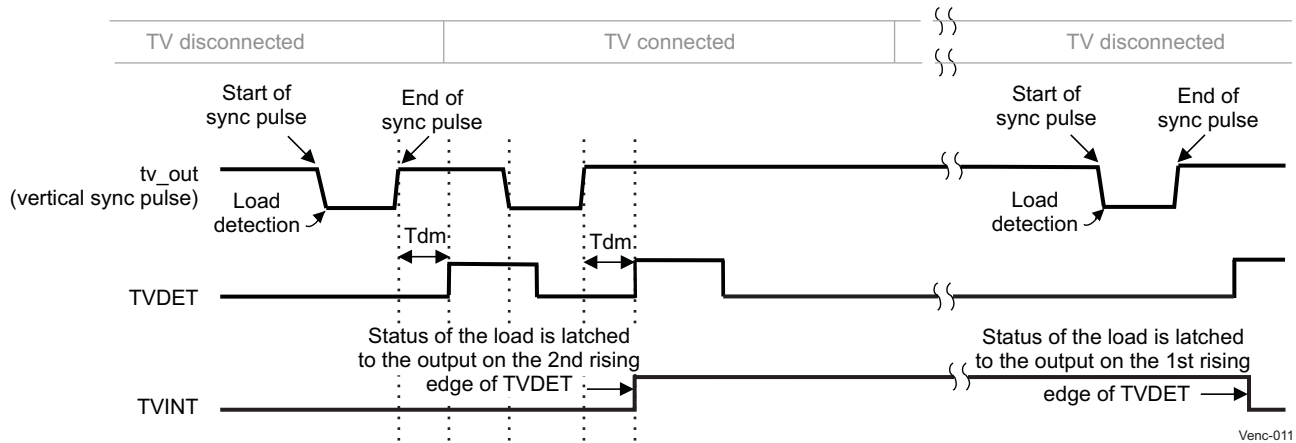 TV disconnected
TV connected
TV disconnected
Start of
sync pulse
End of
sync pulse
Start of
sync pulse
End of
sync pulse
tv_out
(vertical sync pulse)
Load
detection
Load
detection
Tdm
Tdm
TVDET
Status of the load is latched
to the output on the 2nd rising
edge of TVDET
Status of the load is latched
to the output on the 1st rising
edge of TVDET
TVINT
Venc-011